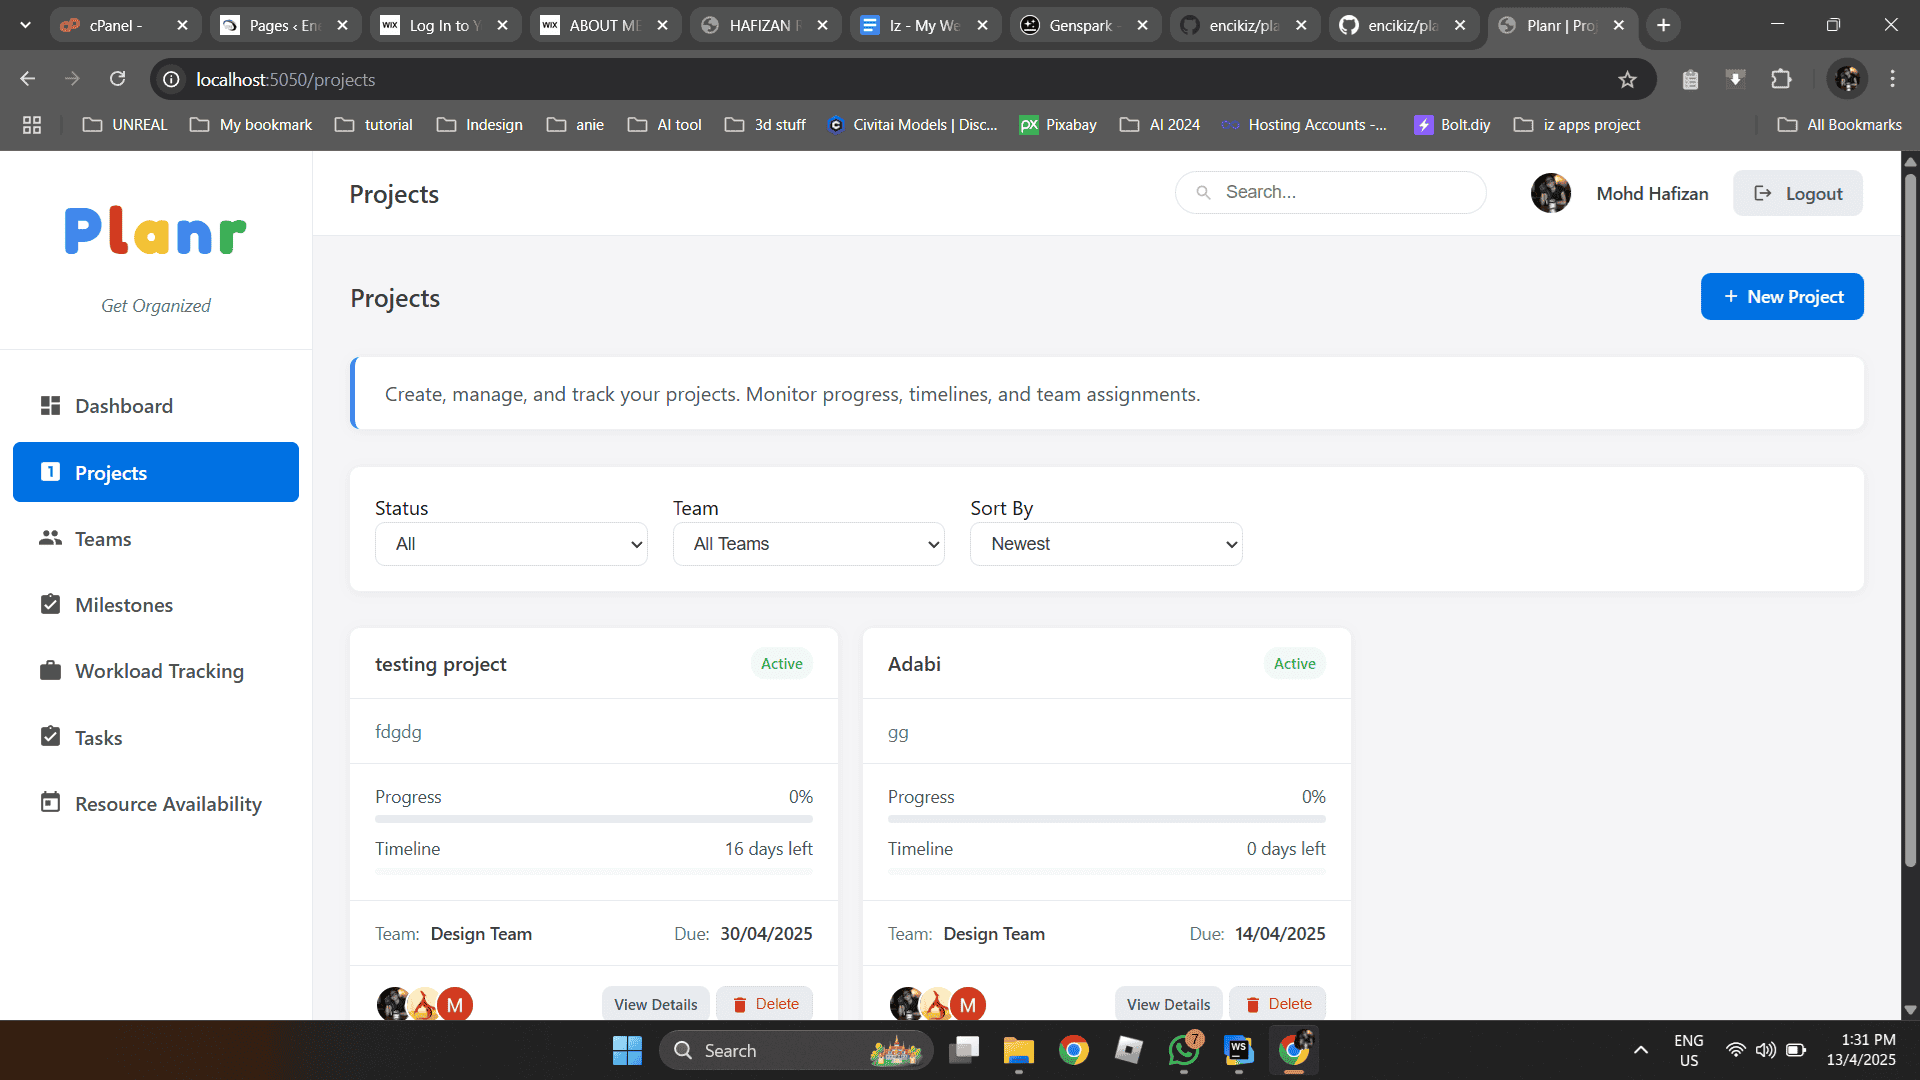 cPanel -
Pages ‹ En
Log In to Y
ABOUT ME
HAFIZAN
Iz - My We
Genspark -
encikiz/pla
encikiz/pla
Planr | Proj
localhost:5050/projects
UNREAL
My bookmark
tutorial
Indesign
anie
AI tool
3d stuff
Civitai Models | Disc...
Pixabay
AI 2024
Hosting Accounts -...
Bolt.diy
iz apps project
All Bookmarks
Planr
Get Organized
Dashboard
1 Projects
Teams
Milestones
Workload Tracking
Tasks
Resource Availability
Projects
Search...
Mohd Hafizan
Logout
Projects
+ New Project
Create, manage, and track your projects. Monitor progress, timelines, and team assignments.
Status
Team
Sort By
All
All Teams
Newest
testing project
Active
fdgdg
Progress
0%
Timeline
16 days left
Team: Design Team
Due: 30/04/2025
M
View Details
Delete
Adabi
Active
gg
Progress
0%
Timeline
0 days left
Team: Design Team
Due: 14/04/2025
M
View Details
Delete
Search
7
WS
ENG
US
1:31 PM
13/4/2025